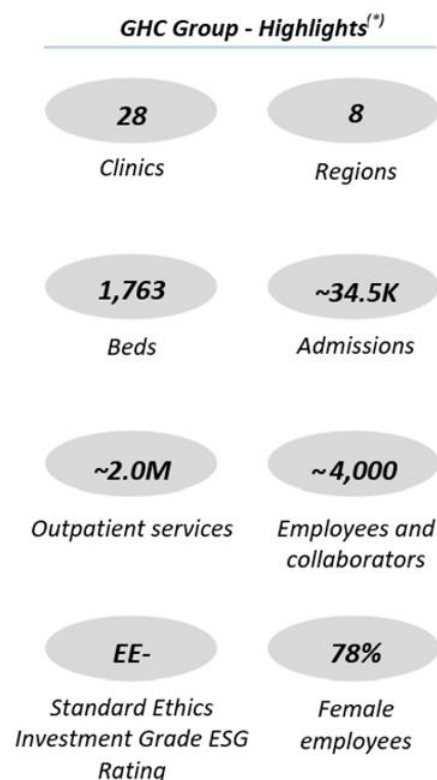 GHC Group - Highlights(*)
28
8
Clinics
Regions
1,763
~34.5K
Beds
Admissions
~2.0M
~4,000
Outpatient services
Employees and
collaborators
EE-
78%
Standard Ethics
Investment Grade ESG
Rating
Female
employees